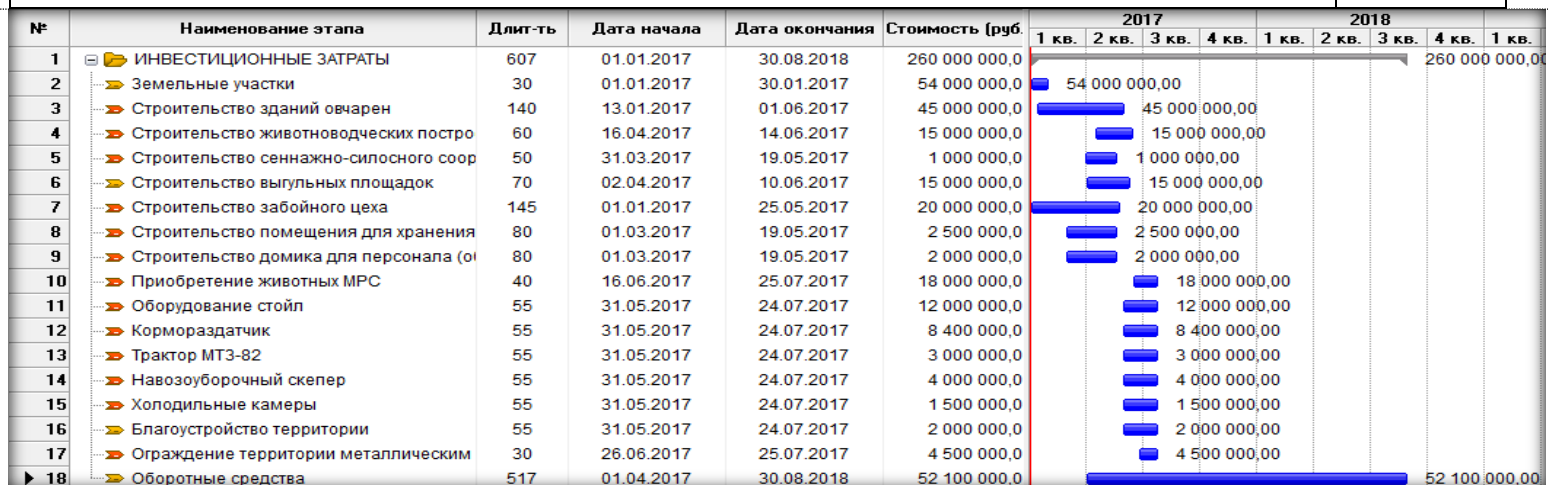 № Наименование этапа Длит-ть Дата начала Дата окончания Стоимость (руб. 2017 2018
1 кв. 2 кв. 3 кв. 4 кв. 1 кв. 2 кв. 3 кв. 4 кв. 1 кв.
1 ИНВЕСТИЦИОННЫЕ ЗАТРАТЫ 607 01.01.2017 30.08.2018 260 000 000,0 260 000 000,00
2 Земельные участки 30 01.01.2017 30.01.2017 54 000 000,0 54 000 000,00
3 Строительство зданий овчарен 140 13.01.2017 01.06.2017 45 000 000,0 45 000 000,00
4 Строительство животноводческих постро 60 16.04.2017 14.06.2017 15 000 000,0 15 000 000,00
5 Строительство сеннажно-силосного соор 50 31.03.2017 19.05.2017 1 000 000,0 1 000 000,00
6 Строительство выгульных площадок 70 02.04.2017 10.06.2017 15 000 000,0 15 000 000,00
7 Строительство забойного цеха 145 01.01.2017 25.05.2017 20 000 000,0 20 000 000,00
8 Строительство помещения для хранения 80 01.03.2017 19.05.2017 2 500 000,0 2 500 000,00
9 Строительство домика для персонала (об 80 01.03.2017 19.05.2017 2 000 000,0 2 000 000,00
10 Приобретение животных МРС 40 16.06.2017 25.07.2017 18 000 000,0 18 000 000,00
11 Оборудование стойл 55 31.05.2017 24.07.2017 12 000 000,0 12 000 000,00
12 Кормораздатчик 55 31.05.2017 24.07.2017 8 400 000,0 8 400 000,00
13 Трактор МТЗ-82 55 31.05.2017 24.07.2017 3 000 000,0 3 000 000,00
14 Навозоуборочный скепер 55 31.05.2017 24.07.2017 4 000 000,0 4 000 000,00
15 Холодильные камеры 55 31.05.2017 24.07.2017 1 500 000,0 1 500 000,00
16 Благоустройство территории 55 31.05.2017 24.07.2017 2 000 000,0 2 000 000,00
17 Ограждение территории металлическим 30 26.06.2017 25.07.2017 4 500 000,0 4 500 000,00
18 Оборотные средства 517 01.04.2017 30.08.2018 52 100 000,0 52 100 000,00